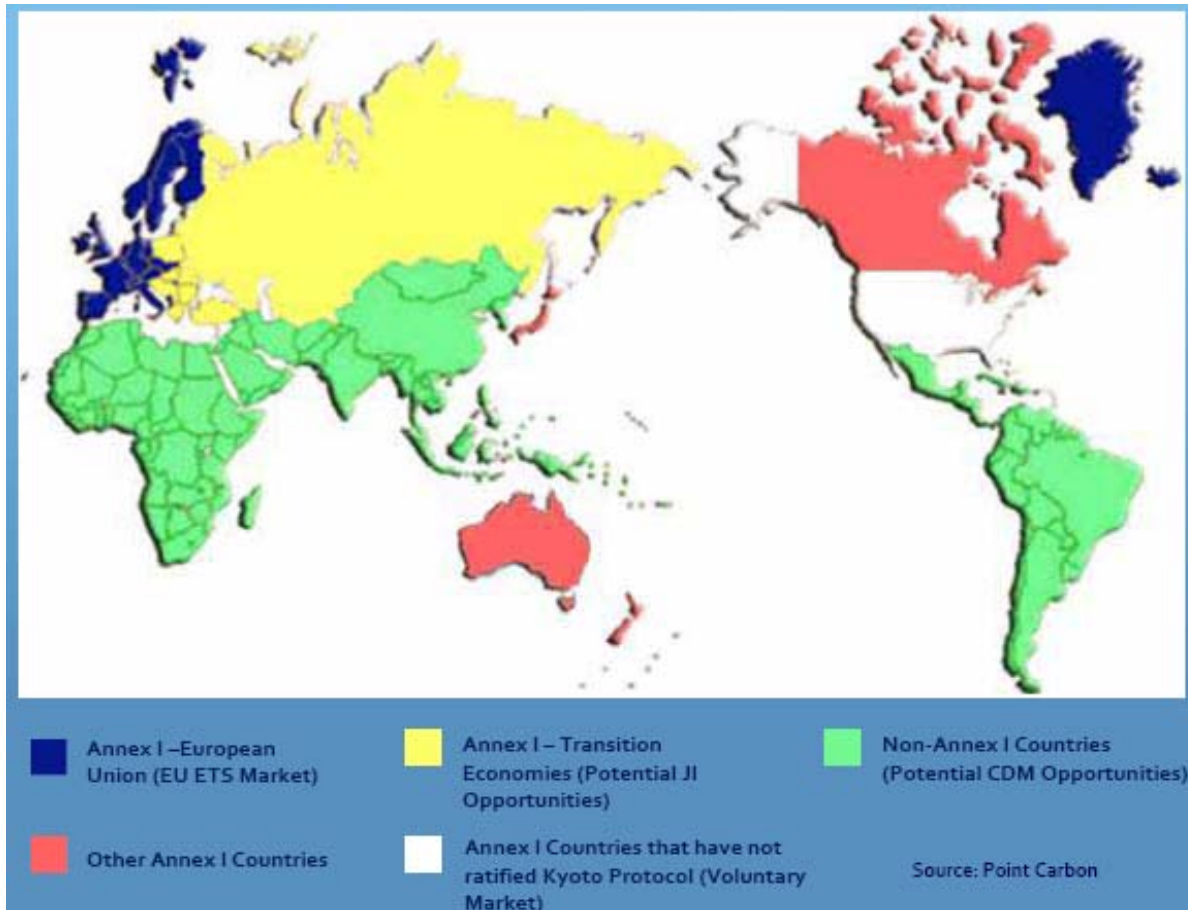 Annex I –European
Union (EU ETS Market)
Annex I – Transition
Economies (Potential JI
Opportunities)
Non-Annex I Countries
(Potential CDM Opportunities)
Other Annex I Countries
Annex I Countries that have not
ratified Kyoto Protocol (Voluntary
Market)
Source: Point Carbon